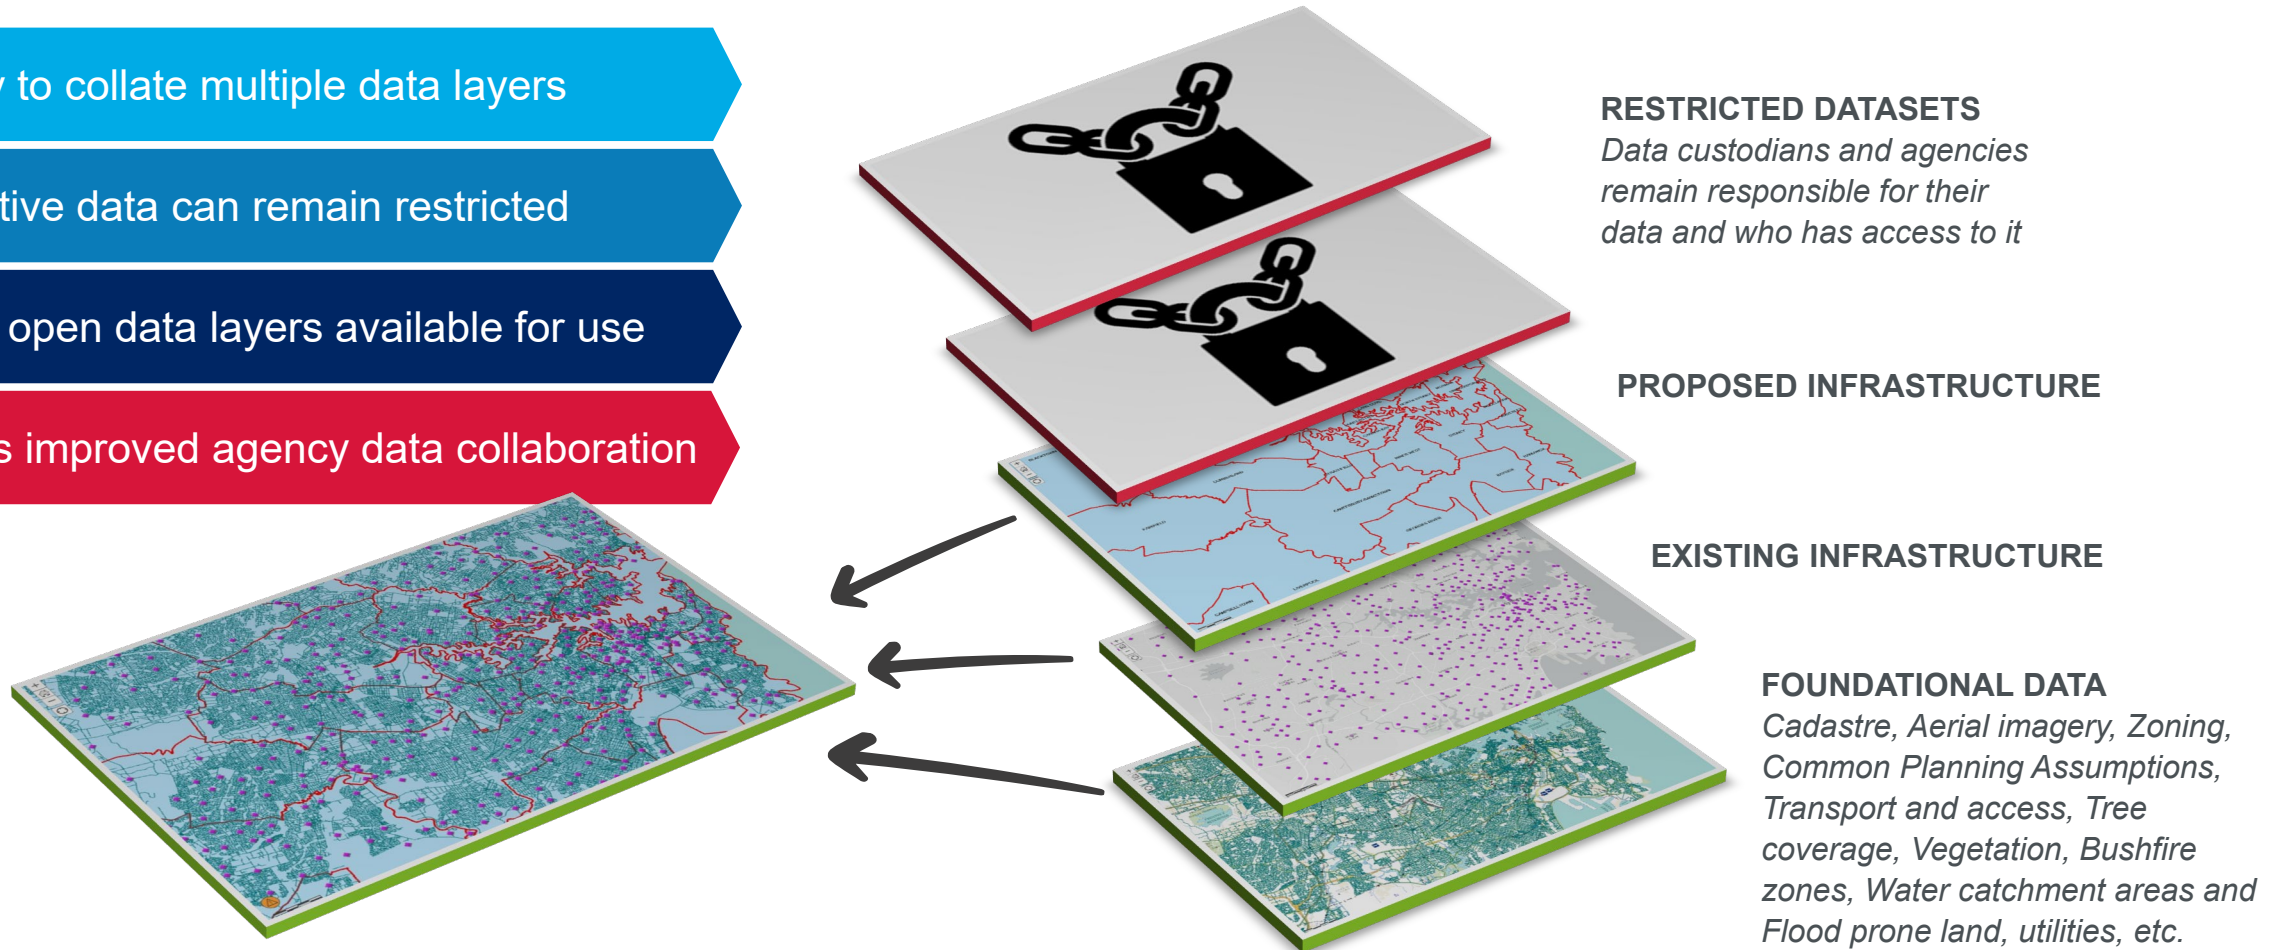 to collate multiple data layers
tive data can remain restricted
open data layers available for use
s improved agency data collaboration
RESTRICTED DATASETS
Data custodians and agencies
remain responsible for their
data and who has access to it
PROPOSED INFRASTRUCTURE
EXISTING INFRASTRUCTURE
FOUNDATIONAL DATA
Cadastre, Aerial imagery, Zoning,
Common Planning Assumptions,
Transport and access, Tree
coverage, Vegetation, Bushfire
zones, Water catchment areas and
Flood prone land, utilities, etc.